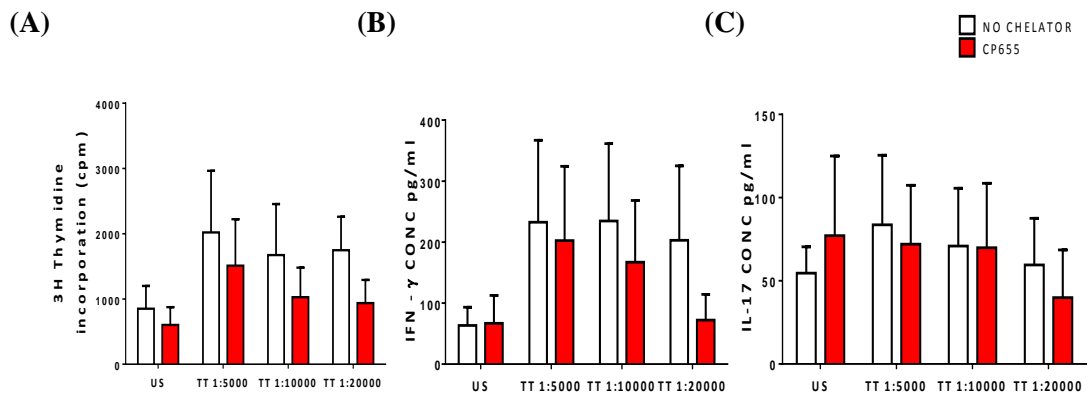 (A)
(B)
(C)
NO CHELATOR
CP655
3H Thymidine
incorporation (cpm)
4000
3000
2000
1000
0
US
TT 1:5000
TT 1:10000
TT 1:20000
IFN - γ CONC pg/ml
400
300
200
100
0
US
TT 1:5000
TT 1:10000
TT 1:20000
IL-17 CONC pg/ml
150
100
50
0
US
TT 1:5000
TT 1:10000
TT 1:20000